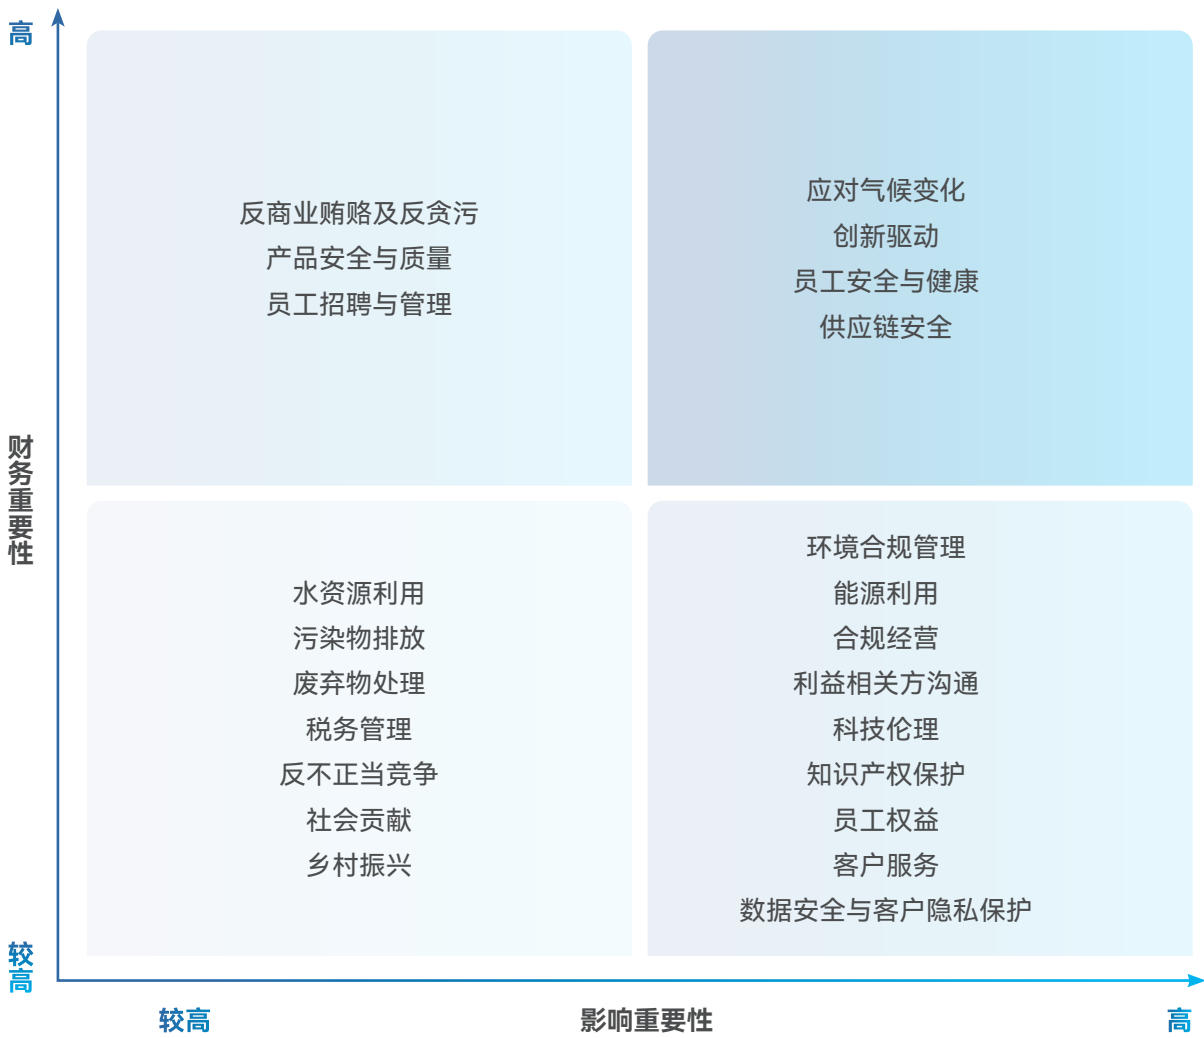 高
反商业贿赂及反贪污
产品安全与质量
员工招聘与管理
应对气候变化
创新驱动
员工安全与健康
供应链安全
财务重要性
水资源利用
污染物排放
废弃物处理
税务管理
反不正当竞争
社会贡献
乡村振兴
环境合规管理
能源利用
合规经营
利益相关方沟通
科技伦理
知识产权保护
员工权益
客户服务
数据安全与客户隐私保护
较高
较高
影响重要性
高